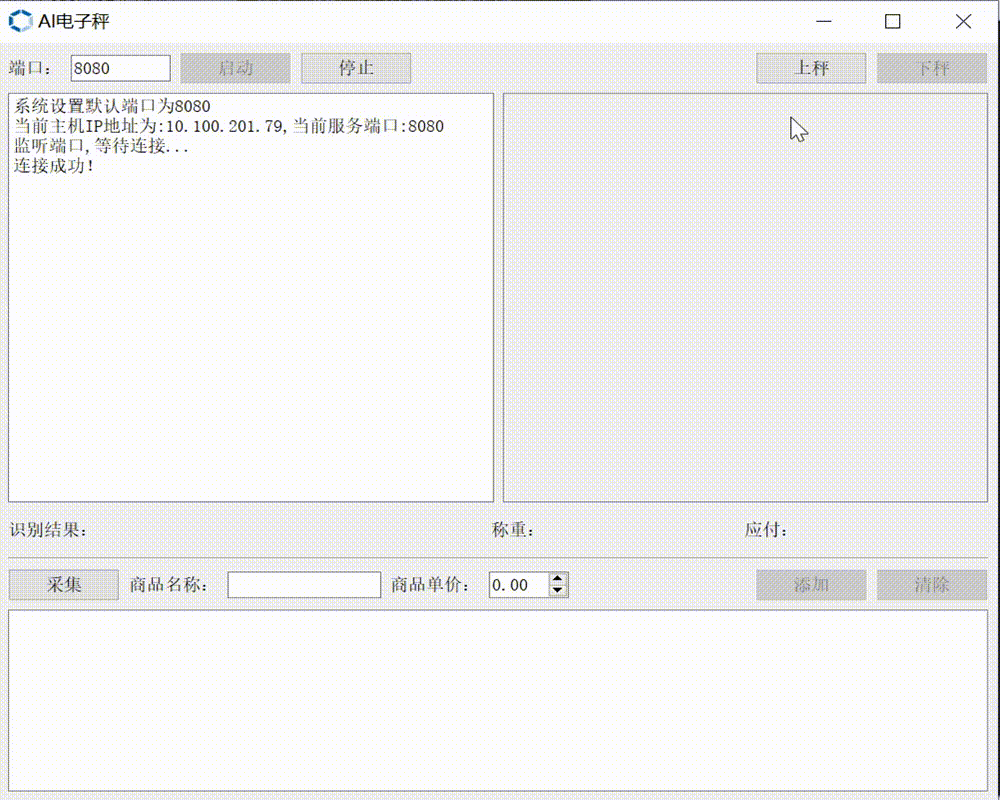 AI电子秤
端口： 8080 启动 停止 上秤 下秤
系统设置默认端口为8080
当前主机IP地址为:10.100.201.79,当前服务端口:8080
监听端口,等待连接...
连接成功!
识别结果： 称重： 应付：
采集 商品名称： 商品单价： 0.00 添加 清除